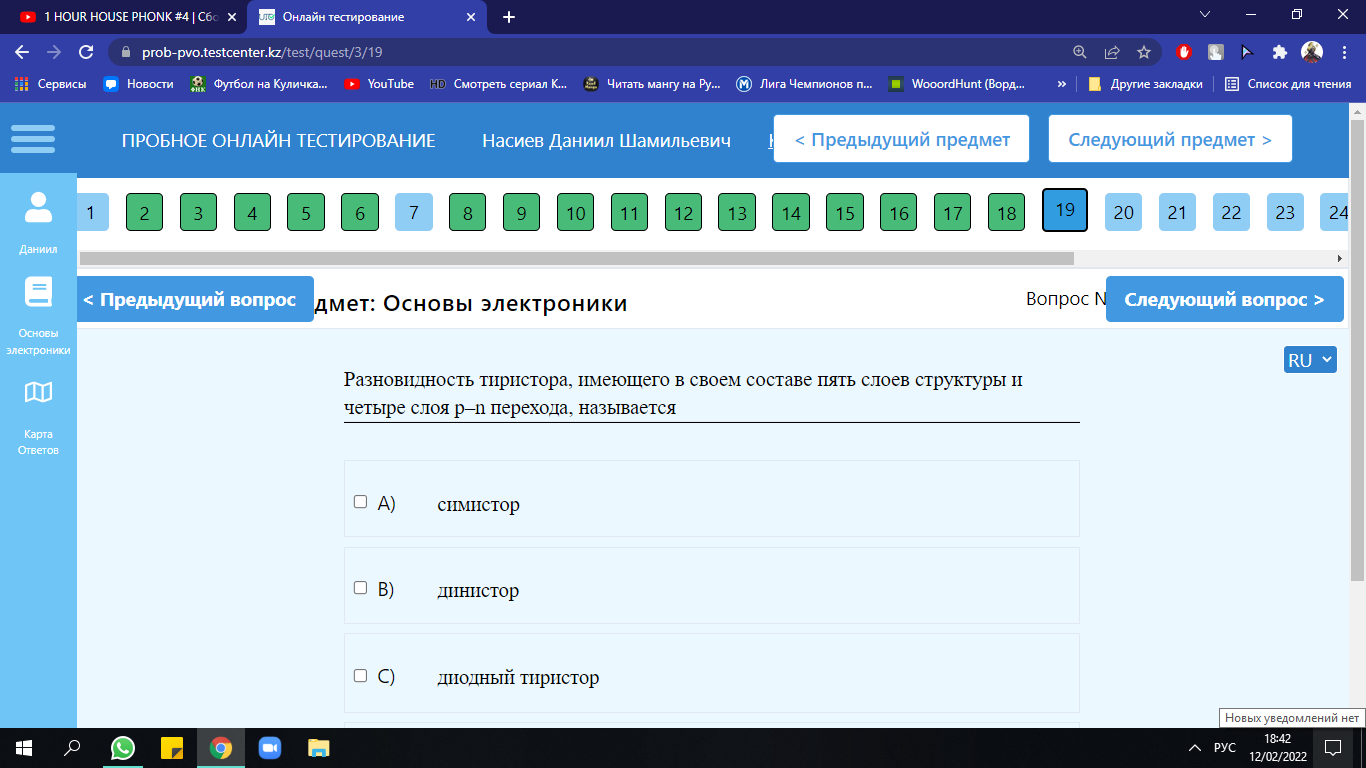 1 HOUR HOUSE PHONK #4 | Сбо
Онлайн тестирование
prob-pvo.testcenter.kz/test/quest/3/19
Сервисы
Новости
Футбол на Куличка...
YouTube
HD Смотреть сериал К...
Читать мангу на Ру...
Лига Чемпионов п...
WooordHunt (Ворд...
»
Другие закладки
Список для чтения
ПРОБНОЕ ОНЛАЙН ТЕСТИРОВАНИЕ
Насиев Даниил Шамильевич
< Предыдущий предмет
Следующий предмет >
1 2 3 4 5 6 7 8 9 10 11 12 13 14 15 16 17 18 19 20 21 22 23 24
Даниил
Основы
электроники
Карта
Ответов
< Предыдущий вопрос
дмет: Основы электроники
Вопрос N
Следующий вопрос >
RU
Разновидность тиристора, имеющего в своем составе пять слоев структуры и
четыре слоя p–n перехода, называется
A) симистор
B) динистор
C) диодный тиристор
Новых уведомлений нет
РУС
18:42
12/02/2022